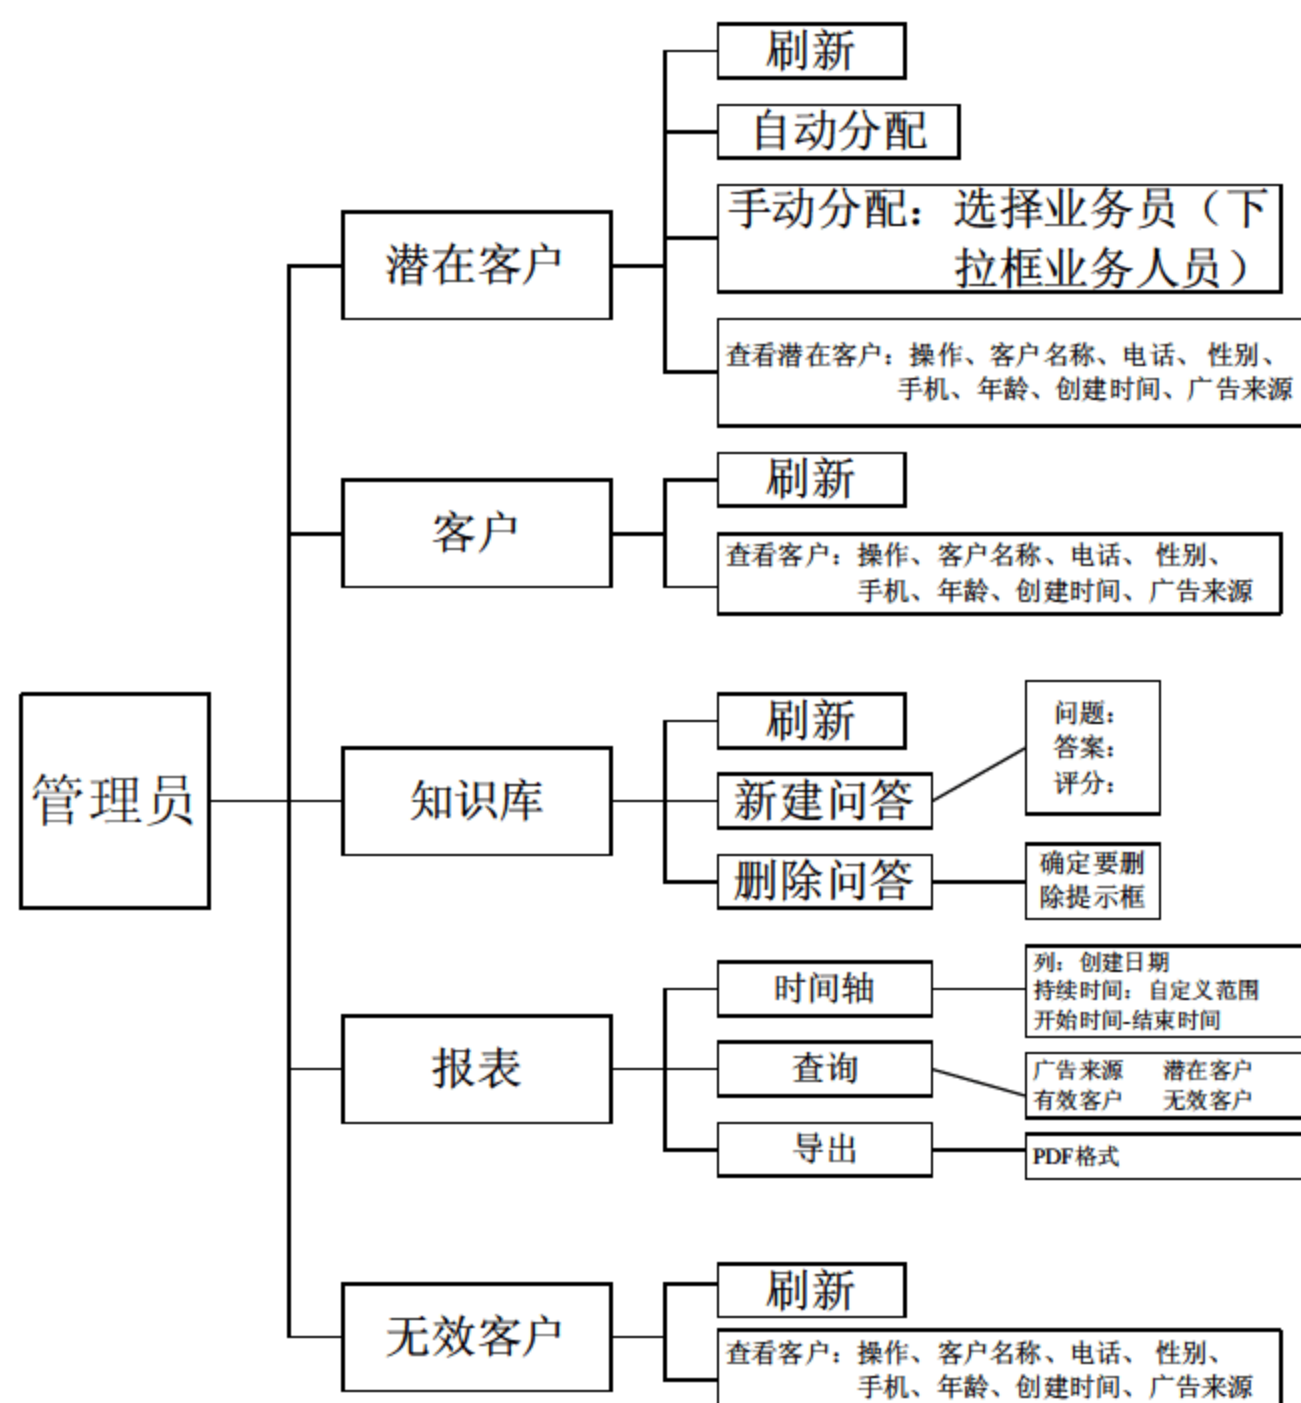 管理员
潜在客户
刷新
自动分配
手动分配：选择业务员（下
拉框业务人员）
查看潜在客户：操作、客户名称、电话、 性别、
手机、年龄、创建时间、广告来源
客户
刷新
查看客户：操作、客户名称、电话、 性别、
手机、年龄、创建时间、广告来源
知识库
刷新
新建问答
问题：
答案：
评分：
删除问答
确定要删
除提示框
报表
时间轴
列：创建日期
持续时间：自定义范围
开始时间-结束时间
查询
广告来源 潜在客户
有效客户 无效客户
导出
PDF格式
无效客户
刷新
查看客户：操作、客户名称、电话、 性别、
手机、年龄、创建时间、广告来源